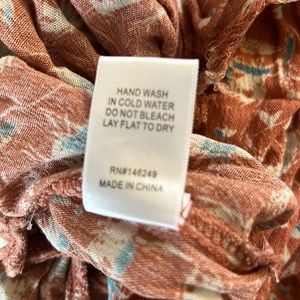 HAND WASH
IN COLD WATER
DO NOT BLEACH
LAY FLAT TO DRY
RN#146249
MADE IN CHINA